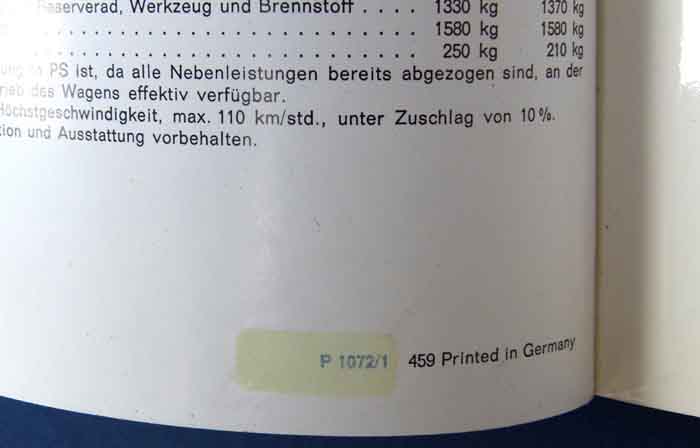 Reserverad, Werkzeug und Brennstoff . . . . 1330 kg 1370 kg
. . . . . . . . . . . . . . . . . . . . . . . . . . 1580 kg 1580 kg
. . . . . . . . . . . . . . . . . . . . . . . . . . 250 kg 210 kg
in PS ist, da alle Nebenleistungen bereits abgezogen sind, an der
des Wagens effektiv verfügbar.
Höchstgeschwindigkeit, max. 110 km/std., unter Zuschlag von 10%.
tion und Ausstattung vorbehalten.
P 1072/1 459 Printed in Germany